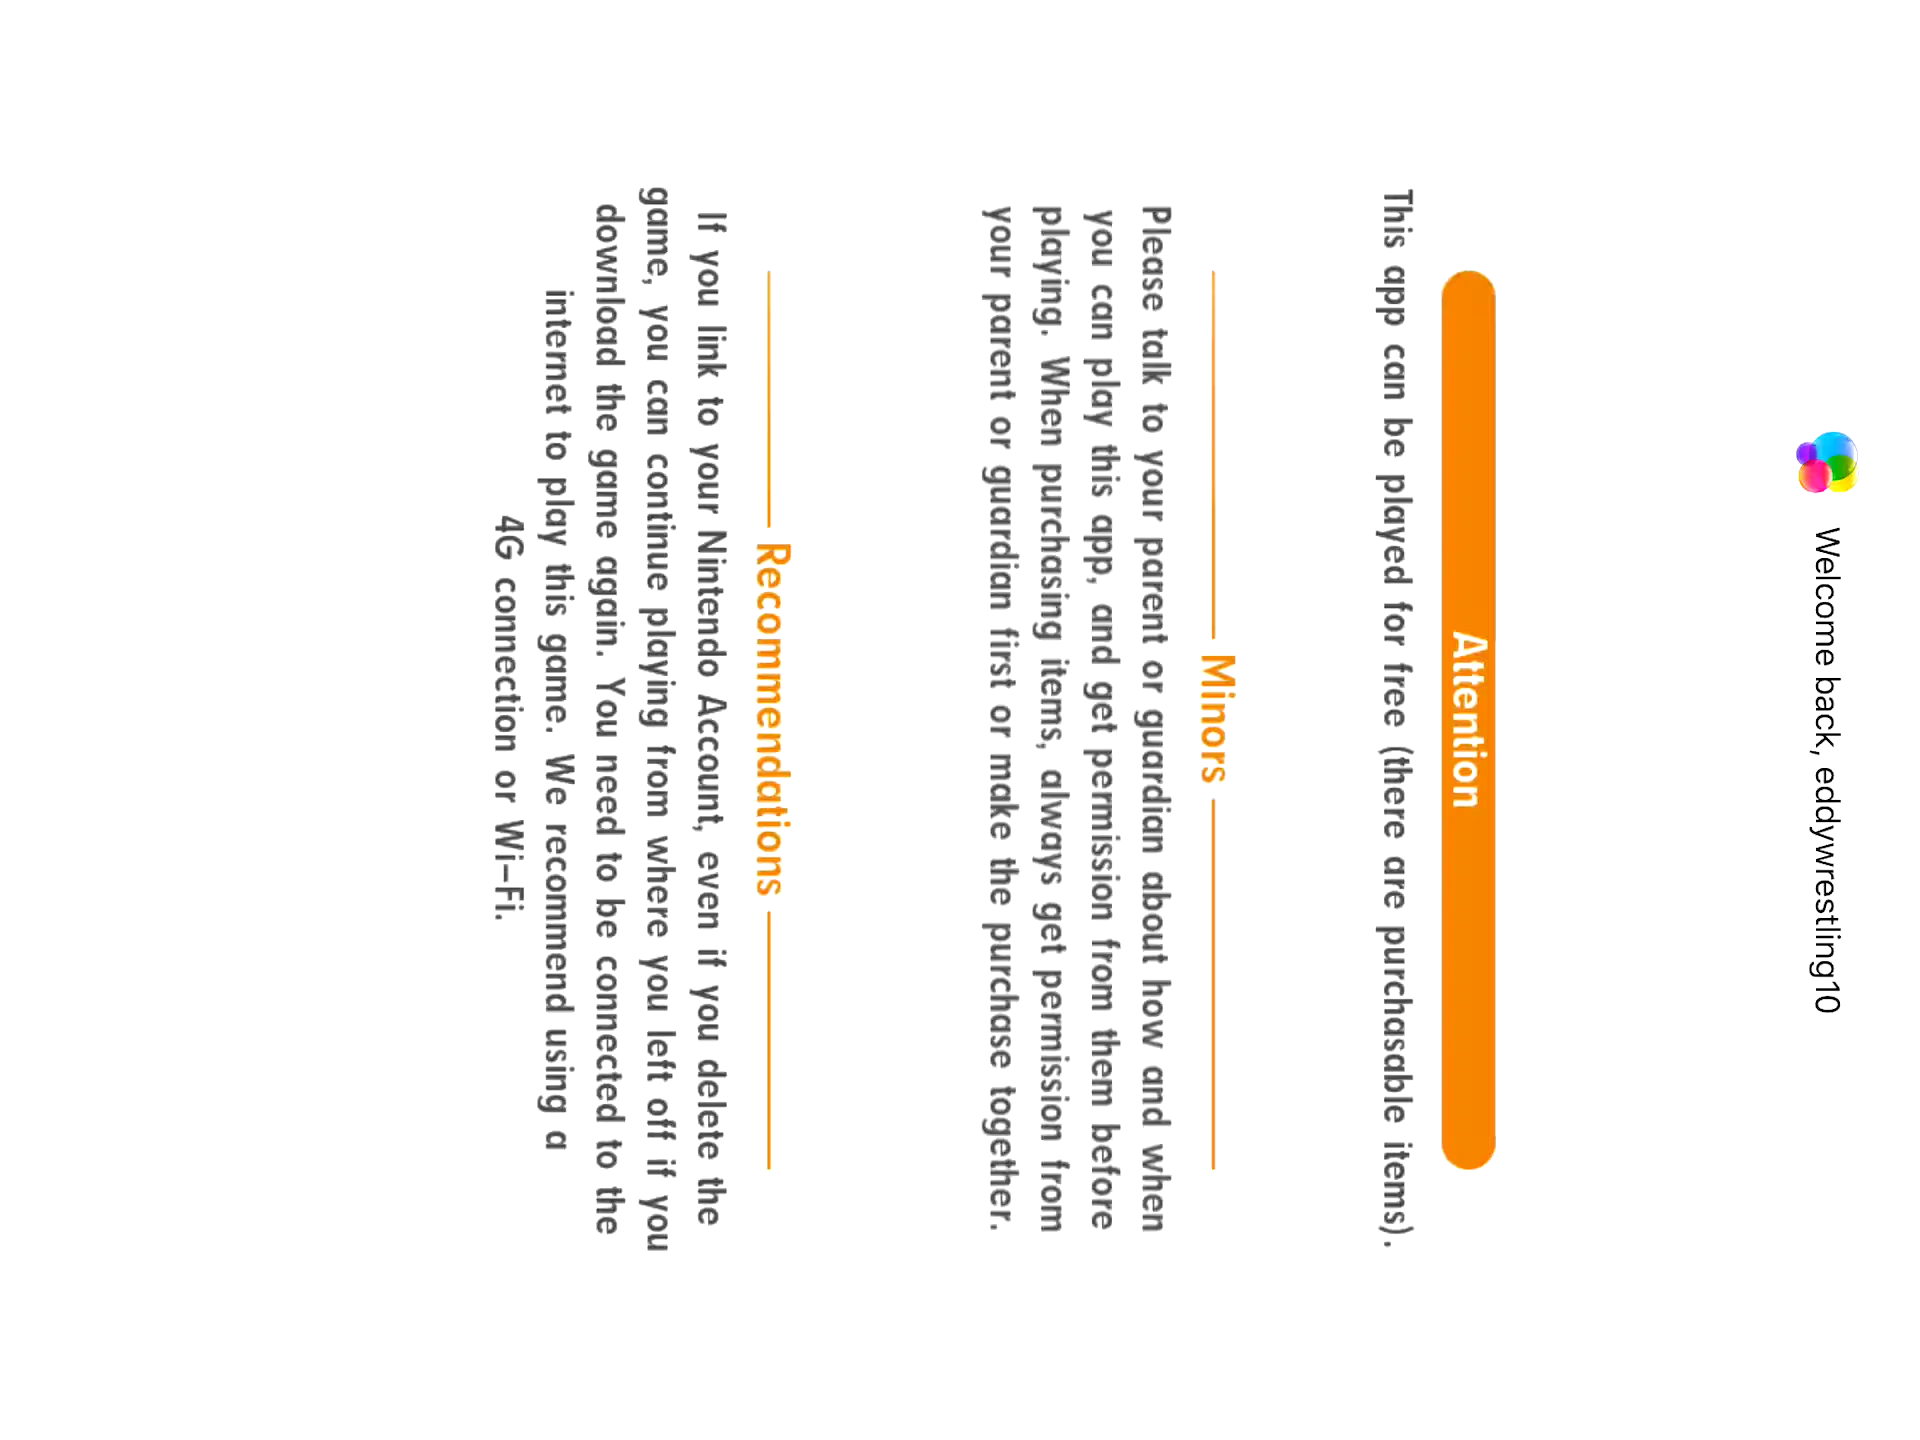 Welcome back, eddywrestling10
Attention
This app can be played for free (there are purchasable items).
Minors
Please talk to your parent or guardian about how and when
you can play this app, and get permission from them before
playing. When purchasing items, always get permission from
your parent or guardian first or make the purchase together.
Recommendations
If you link to your Nintendo Account, even if you delete the
game, you can continue playing from where you left off if you
download the game again. You need to be connected to the
internet to play this game. We recommend using a
4G connection or Wi-Fi.